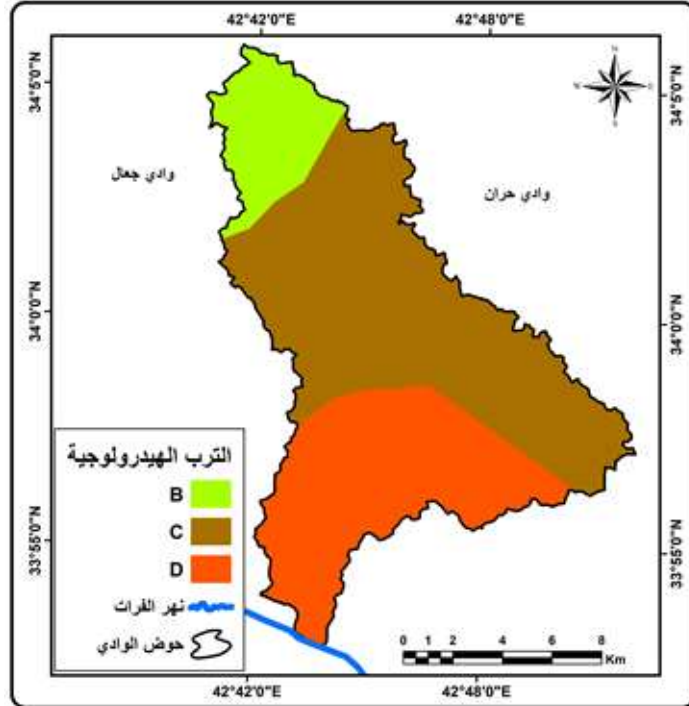 42°42'0"E
42°48'0"E
34°5'0"N
34°5'0"N
وادي جعال
وادي حران
34°0'0"N
34°0'0"N
الترب الهيدرولوجية
B
C
D
نهر الفرات
حوض الوادي
33°55'0"N
33°55'0"N
0 1 2 4 6 8
Km
42°42'0"E
42°48'0"E